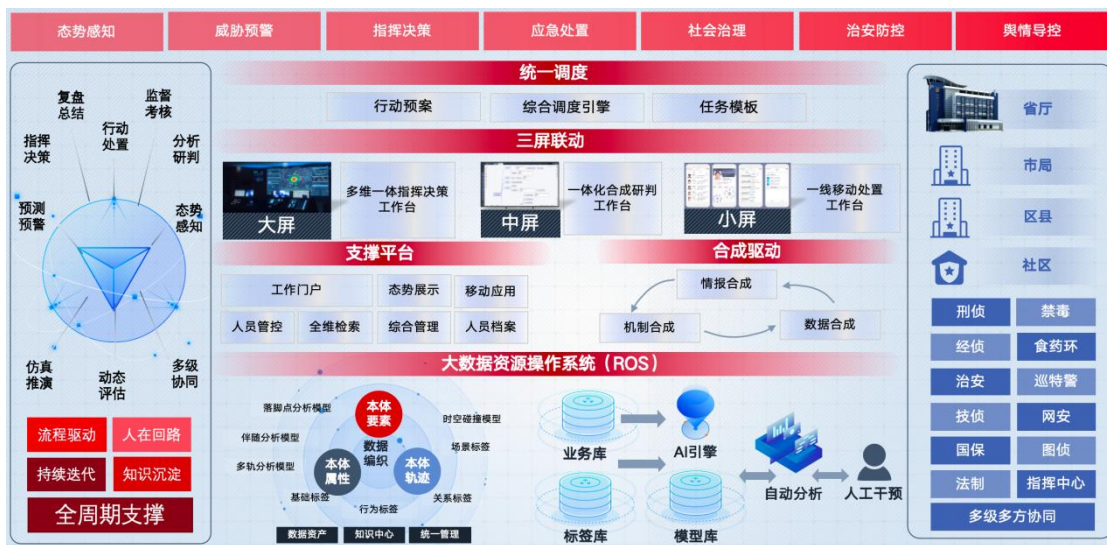 态势感知
威胁预警
指挥决策
应急处置
社会治理
治安防控
舆情导控
复盘
总结
监督
考核
指挥
决策
行动
处置
分析
研判
预测
预警
态势
感知
仿真
推演
动态
评估
多级
协同
流程驱动
人在回路
持续迭代
知识沉淀
全周期支撑
统一调度
行动预案
综合调度引擎
任务模板
三屏联动
大屏
多维一体指挥决策
工作台
中屏
一体化合成研判
工作台
小屏
一线移动处置
工作台
支撑平台
工作门户
态势展示
移动应用
人员管控
全维检索
综合管理
人员档案
合成驱动
情报合成
机制合成
数据合成
大数据资源操作系统（ROS）
落脚点分析模型
伴随分析模型
多轨分析模型
基础标签
行为标签
关系标签
场景标签
时空碰撞模型
本体
要素
数据
编织
本体
属性
本体
轨迹
数据资产
知识中心
统一管理
业务库
AI引擎
标签库
模型库
自动分析
人工干预
省厅
市局
区县
社区
刑侦
禁毒
经侦
食药环
治安
巡特警
技侦
网安
国保
图侦
法制
指挥中心
多级多方协同